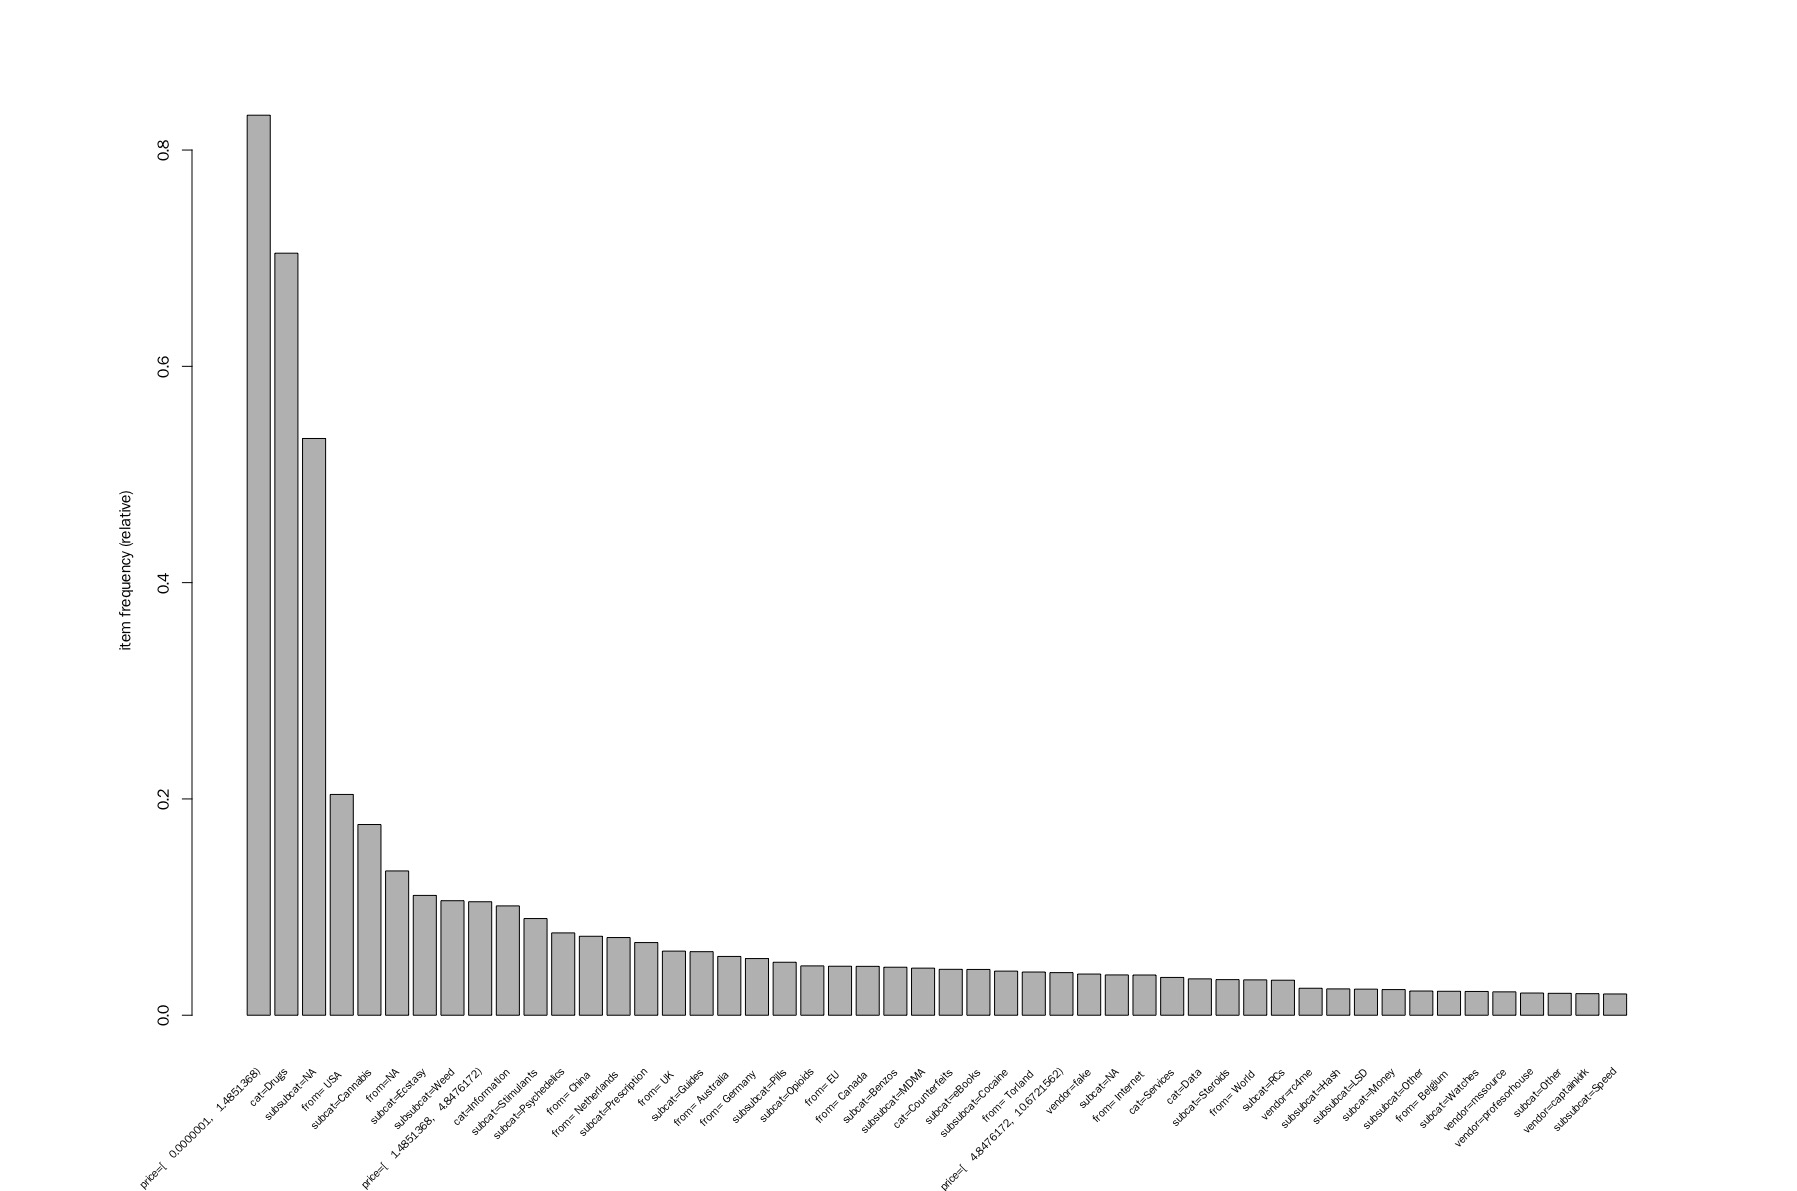 item frequency (relative)
0.8
0.6
0.4
0.2
0.0
price=[ 0.0000001, 1.4851368)
cat=Drugs
subsubcat=NA
from= USA
subcat=Cannabis
from=NA
subcat=Ecstasy
subsubcat=Weed
price=[ 1.4851368, 4.8476172)
cat=Information
subcat=Stimulants
subcat=Psychedelics
from= China
from= Netherlands
subcat=Prescription
from= UK
subcat=Guides
from= Australia
from= Germany
subsubcat=Pills
subcat=Opioids
from= EU
from= Canada
subcat=Benzos
subsubcat=MDMA
cat=Counterfeits
subcat=eBooks
subsubcat=Cocaine
from= Torland
price=[ 4.8476172, 10.6721562)
vendor=fake
subcat=NA
from= Internet
cat=Services
cat=Data
subcat=Steroids
from= World
subcat=RCs
vendor=rc4me
subsubcat=Hash
subsubcat=LSD
subcat=Money
subsubcat=Other
from= Belgium
subcat=Watches
vendor=mssource
vendor=profesorhouse
subcat=Other
vendor=captainkirk
subsubcat=Speed